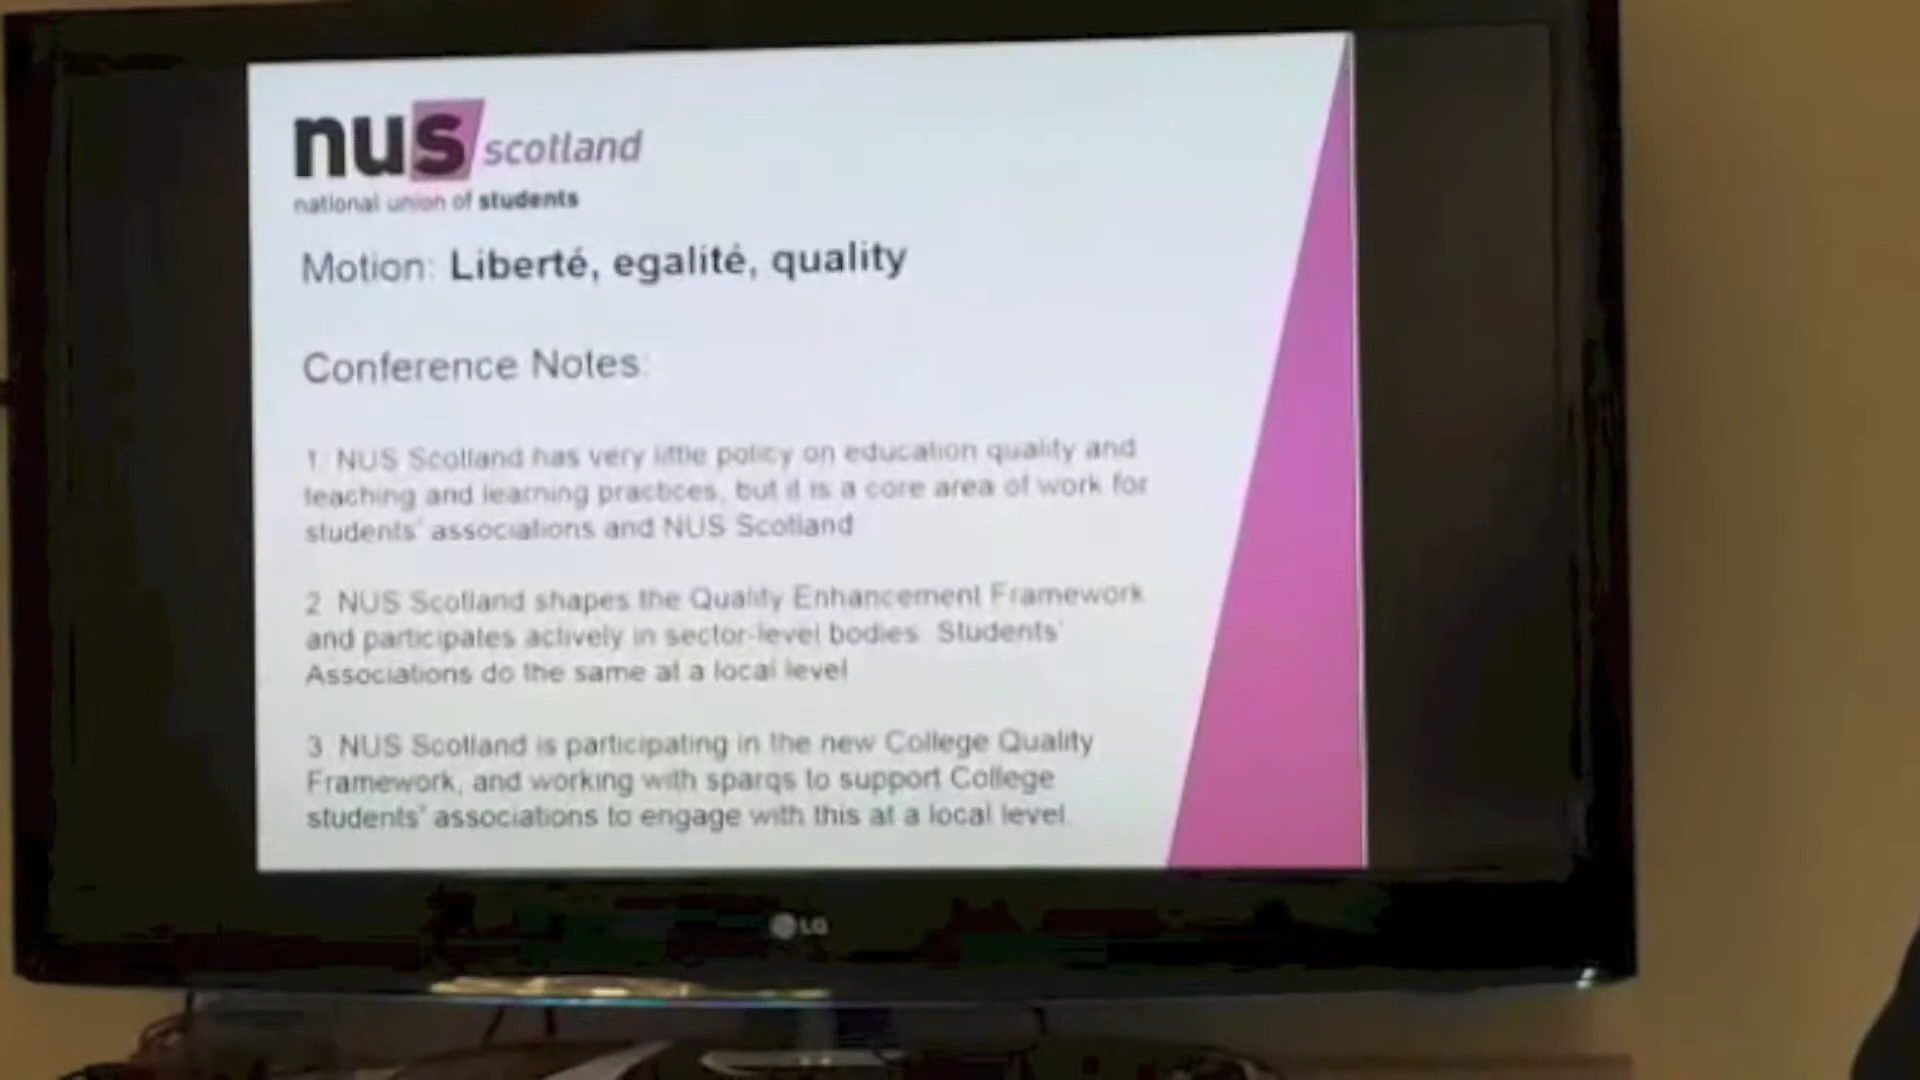 nus scotland
national union of students
Motion: Liberté, egalité, quality
Conference Notes:
1. NUS Scotland has very little policy on education quality and
teaching and learning practices, but it is a core area of work for
students' associations and NUS Scotland
2. NUS Scotland shapes the Quality Enhancement Framework
and participates actively in sector-level bodies. Students'
Associations do the same at a local level
3. NUS Scotland is participating in the new College Quality
Framework, and working with sparqs to support College
students' associations to engage with this at a local level.
LG